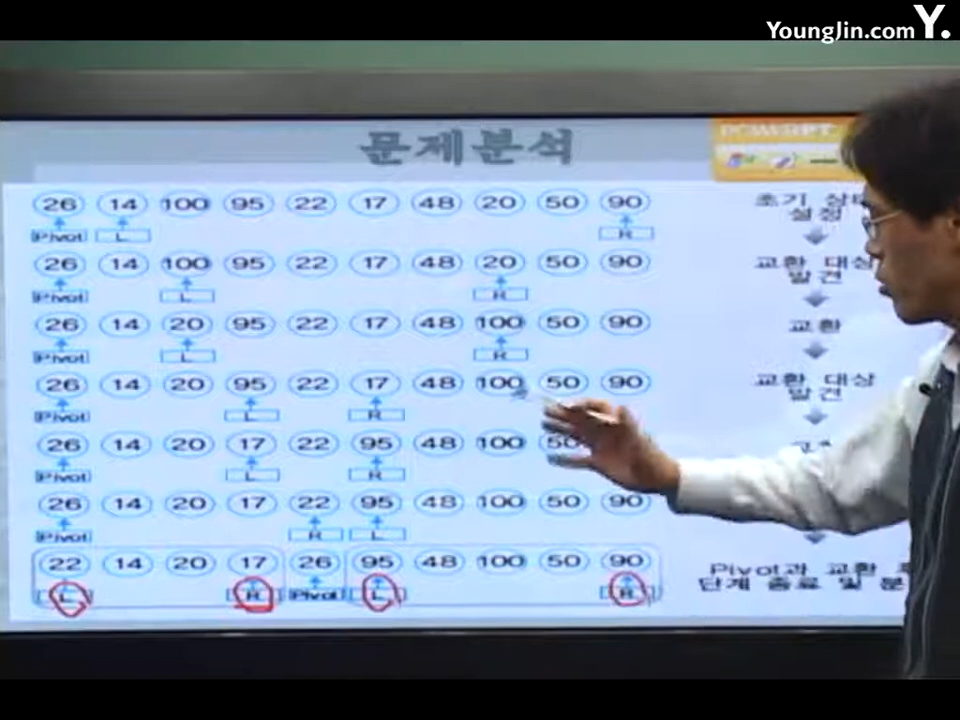 YoungJin.com Y.
문제분석
POWERPT
26 14 100 95 22 17 48 20 50 90 초기 상태
설정
Pivot L R
26 14 100 95 22 17 48 20 50 90 교환 대상
발견
Pivot L R
26 14 20 95 22 17 48 100 50 90 교환
Pivot L R
26 14 20 95 22 17 48 100 50 90 교환 대상
발견
Pivot L R
26 14 20 17 22 95 48 100 50
Pivot L R
26 14 20 17 22 95 48 100 50 90
Pivot R L
22 14 20 17 26 95 48 100 50 90 Pivot과 교환
단계 종료 및
L R Pivot L R